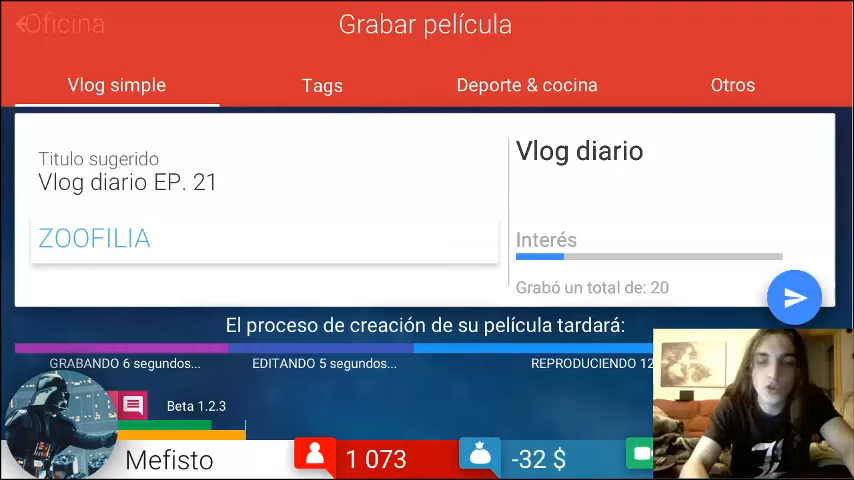 Oficina
Grabar película
Vlog simple
Tags
Deporte & cocina
Otros
Titulo sugerido
Vlog diario EP. 21
ZOOFILIA
Vlog diario
Interés
Grabó un total de: 20
El proceso de creación de su película tardará:
GRABANDO 6 segundos...
EDITANDO 5 segundos...
REPRODUCIENDO 12
Beta 1.2.3
Mefisto
1 073
-32 $